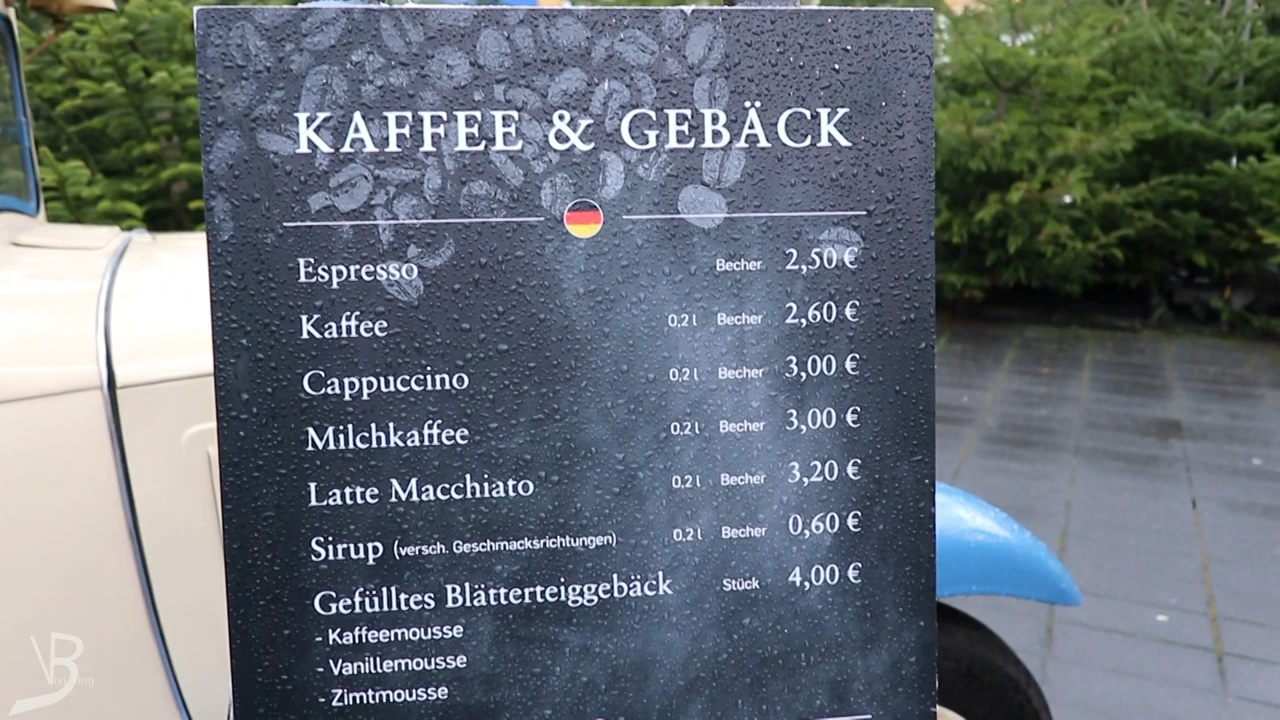 KAFFEE & GEBÄCK
Espresso Becher 2,50 €
Kaffee 0,2 l Becher 2,60 €
Cappuccino 0,2 l Becher 3,00 €
Milchkaffee 0,2 l Becher 3,00 €
Latte Macchiato 0,2 l Becher 3,20 €
Sirup (versch. Geschmacksrichtungen) 0,2 l Becher 0,60 €
Gefülltes Blätterteiggebäck Stück 4,00 €
- Kaffeemousse
- Vanillemousse
- Zimtmousse